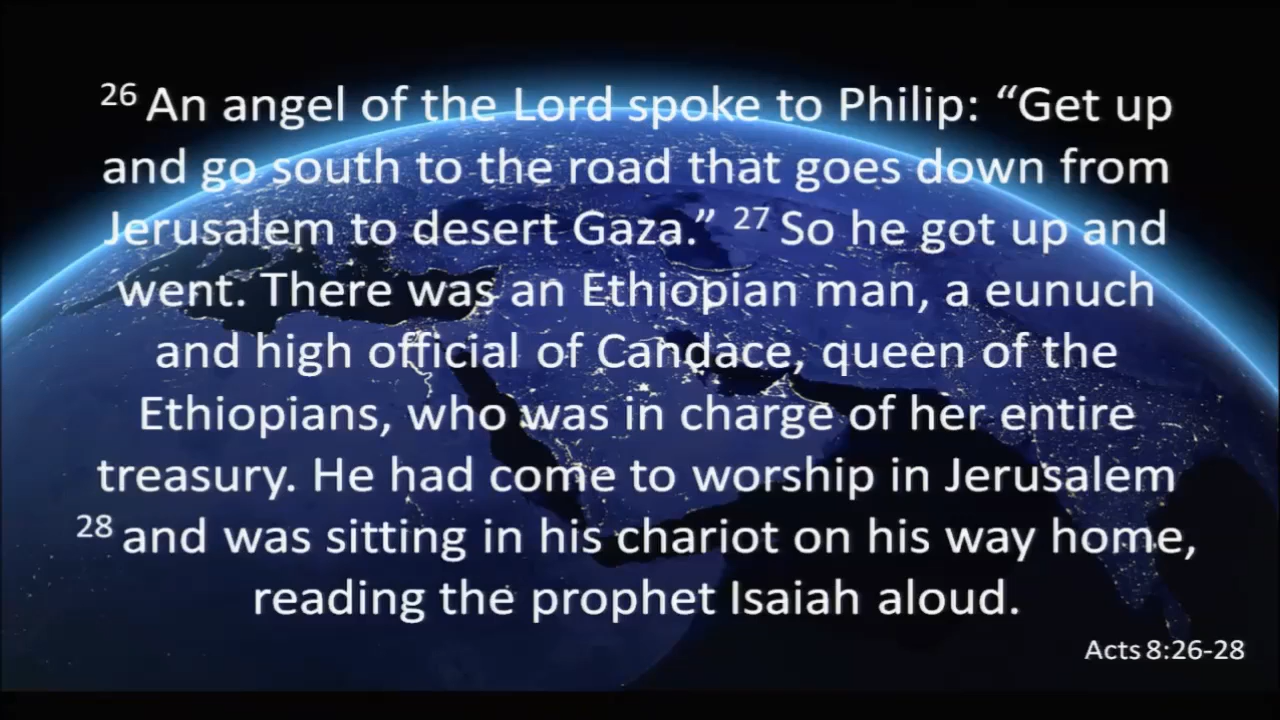 26 An angel of the Lord spoke to Philip: “Get up
and go south to the road that goes down from
Jerusalem to desert Gaza.” 27 So he got up and
went. There was an Ethiopian man, a eunuch
and high official of Candace, queen of the
Ethiopians, who was in charge of her entire
treasury. He had come to worship in Jerusalem
28 and was sitting in his chariot on his way home,
reading the prophet Isaiah aloud.
Acts 8:26-28